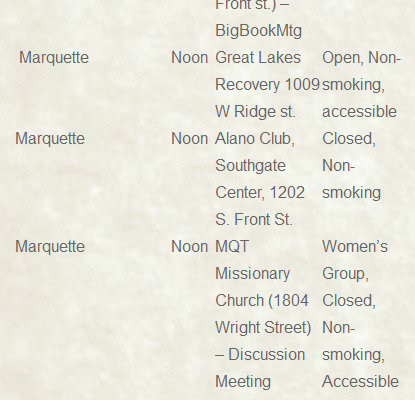 Front st.) –
BigBookMtg
Marquette Noon Great Lakes Open, Non-
Recovery 1009 smoking,
W Ridge st. accessible
Marquette Noon Alano Club, Closed,
Southgate Non-
Center, 1202 smoking
S. Front St.
Marquette Noon MQT Women’s
Missionary Group,
Church (1804 Closed,
Wright Street) Non-
– Discussion smoking,
Meeting Accessible